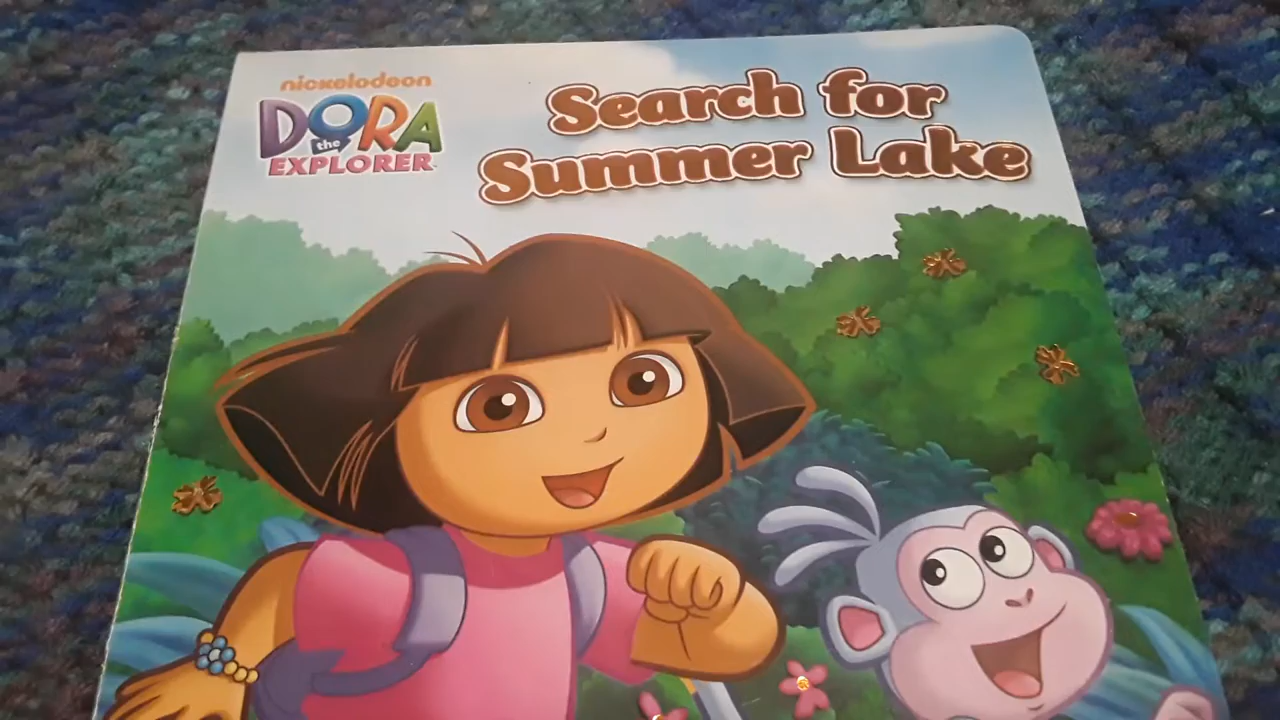 nickelodeon
DORA
the
EXPLORER
Search for
Summer Lake